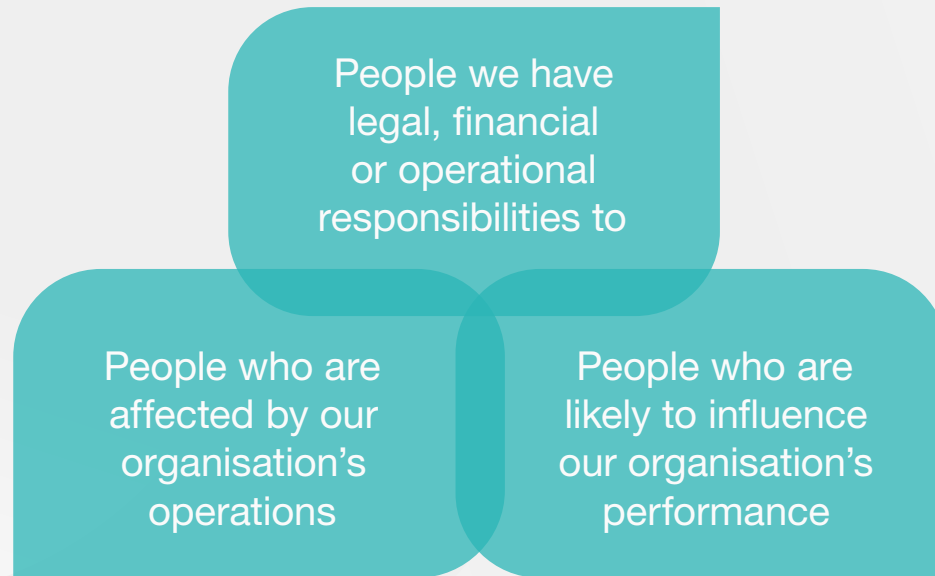 People we have
legal, financial
or operational
responsibilities to
People who are
affected by our
organisation's
operations
People who are
likely to influence
our organisation's
performance